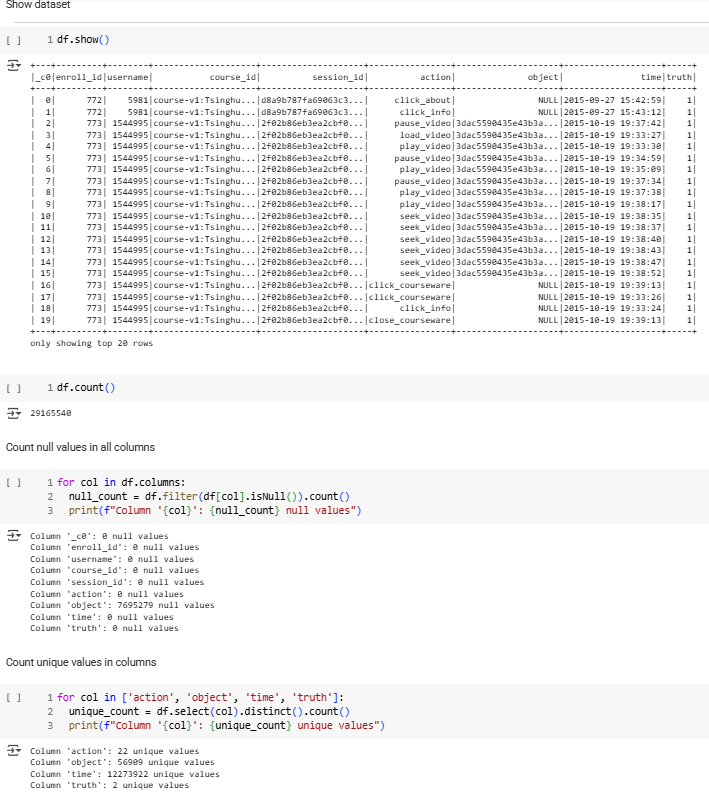 Show dataset
[ ] 1 df.show()
+---+---------+--------+--------------------+--------------------+----------------+--------------------+-------------------+-----+
|_c0|enroll_id|username|           course_id|          session_id|          action|              object|               time|truth|
+---+---------+--------+--------------------+--------------------+----------------+--------------------+-------------------+-----+
|  0|      772|    5981|course-v1:Tsinghu...|d8a9b787fa69063c3...|     click_about|                NULL|2015-09-27 15:42:59|    1|
|  1|      772|    5981|course-v1:Tsinghu...|d8a9b787fa69063c3...|      click_info|                NULL|2015-09-27 15:43:12|    1|
|  2|      773| 1544995|course-v1:Tsinghu...|2f02b86eb3ea2cbf0...|     pause_video|3dac5590435e43b3a...|2015-10-19 19:37:42|    1|
|  3|      773| 1544995|course-v1:Tsinghu...|2f02b86eb3ea2cbf0...|      load_video|3dac5590435e43b3a...|2015-10-19 19:33:27|    1|
|  4|      773| 1544995|course-v1:Tsinghu...|2f02b86eb3ea2cbf0...|      play_video|3dac5590435e43b3a...|2015-10-19 19:33:30|    1|
|  5|      773| 1544995|course-v1:Tsinghu...|2f02b86eb3ea2cbf0...|     pause_video|3dac5590435e43b3a...|2015-10-19 19:34:59|    1|
|  6|      773| 1544995|course-v1:Tsinghu...|2f02b86eb3ea2cbf0...|      play_video|3dac5590435e43b3a...|2015-10-19 19:35:09|    1|
|  7|      773| 1544995|course-v1:Tsinghu...|2f02b86eb3ea2cbf0...|     pause_video|3dac5590435e43b3a...|2015-10-19 19:37:34|    1|
|  8|      773| 1544995|course-v1:Tsinghu...|2f02b86eb3ea2cbf0...|      play_video|3dac5590435e43b3a...|2015-10-19 19:37:38|    1|
|  9|      773| 1544995|course-v1:Tsinghu...|2f02b86eb3ea2cbf0...|      play_video|3dac5590435e43b3a...|2015-10-19 19:38:17|    1|
| 10|      773| 1544995|course-v1:Tsinghu...|2f02b86eb3ea2cbf0...|      seek_video|3dac5590435e43b3a...|2015-10-19 19:38:35|    1|
| 11|      773| 1544995|course-v1:Tsinghu...|2f02b86eb3ea2cbf0...|      seek_video|3dac5590435e43b3a...|2015-10-19 19:38:37|    1|
| 12|      773| 1544995|course-v1:Tsinghu...|2f02b86eb3ea2cbf0...|      seek_video|3dac5590435e43b3a...|2015-10-19 19:38:40|    1|
| 13|      773| 1544995|course-v1:Tsinghu...|2f02b86eb3ea2cbf0...|      seek_video|3dac5590435e43b3a...|2015-10-19 19:38:43|    1|
| 14|      773| 1544995|course-v1:Tsinghu...|2f02b86eb3ea2cbf0...|      seek_video|3dac5590435e43b3a...|2015-10-19 19:38:47|    1|
| 15|      773| 1544995|course-v1:Tsinghu...|2f02b86eb3ea2cbf0...|      seek_video|3dac5590435e43b3a...|2015-10-19 19:38:52|    1|
| 16|      773| 1544995|course-v1:Tsinghu...|2f02b86eb3ea2cbf0...|click_courseware|                NULL|2015-10-19 19:39:13|    1|
| 17|      773| 1544995|course-v1:Tsinghu...|2f02b86eb3ea2cbf0...|click_courseware|                NULL|2015-10-19 19:33:26|    1|
| 18|      773| 1544995|course-v1:Tsinghu...|2f02b86eb3ea2cbf0...|      click_info|                NULL|2015-10-19 19:33:24|    1|
| 19|      773| 1544995|course-v1:Tsinghu...|2f02b86eb3ea2cbf0...|close_courseware|                NULL|2015-10-19 19:39:13|    1|
+---+---------+--------+--------------------+--------------------+----------------+--------------------+-------------------+-----+
only showing top 20 rows
[ ] 1 df.count()
29165540
Count null values in all columns
[ ] 1 for col in df.columns:
2   null_count = df.filter(df[col].isNull()).count()
3   print(f"Column '{col}': {null_count} null values")
Column '_c0': 0 null values
Column 'enroll_id': 0 null values
Column 'username': 0 null values
Column 'course_id': 0 null values
Column 'session_id': 0 null values
Column 'action': 0 null values
Column 'object': 7695279 null values
Column 'time': 0 null values
Column 'truth': 0 null values
Count unique values in columns
[ ] 1 for col in ['action', 'object', 'time', 'truth']:
2   unique_count = df.select(col).distinct().count()
3   print(f"Column '{col}': {unique_count} unique values")
Column 'action': 22 unique values
Column 'object': 56909 unique values
Column 'time': 12273922 unique values
Column 'truth': 2 unique values